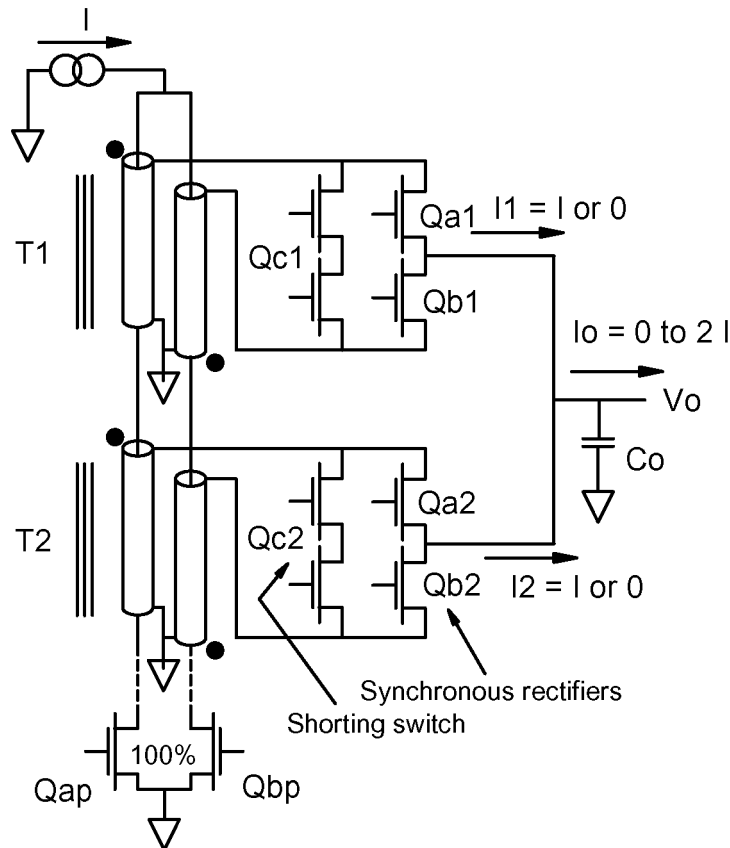 I
T1
Qc1
Qa1
I1 = I or 0
Qb1
Io = 0 to 2 I
Vo
Co
T2
Qc2
Qa2
Qb2
I2 = I or 0
Synchronous rectifiers
Shorting switch
100%
Qap
Qbp